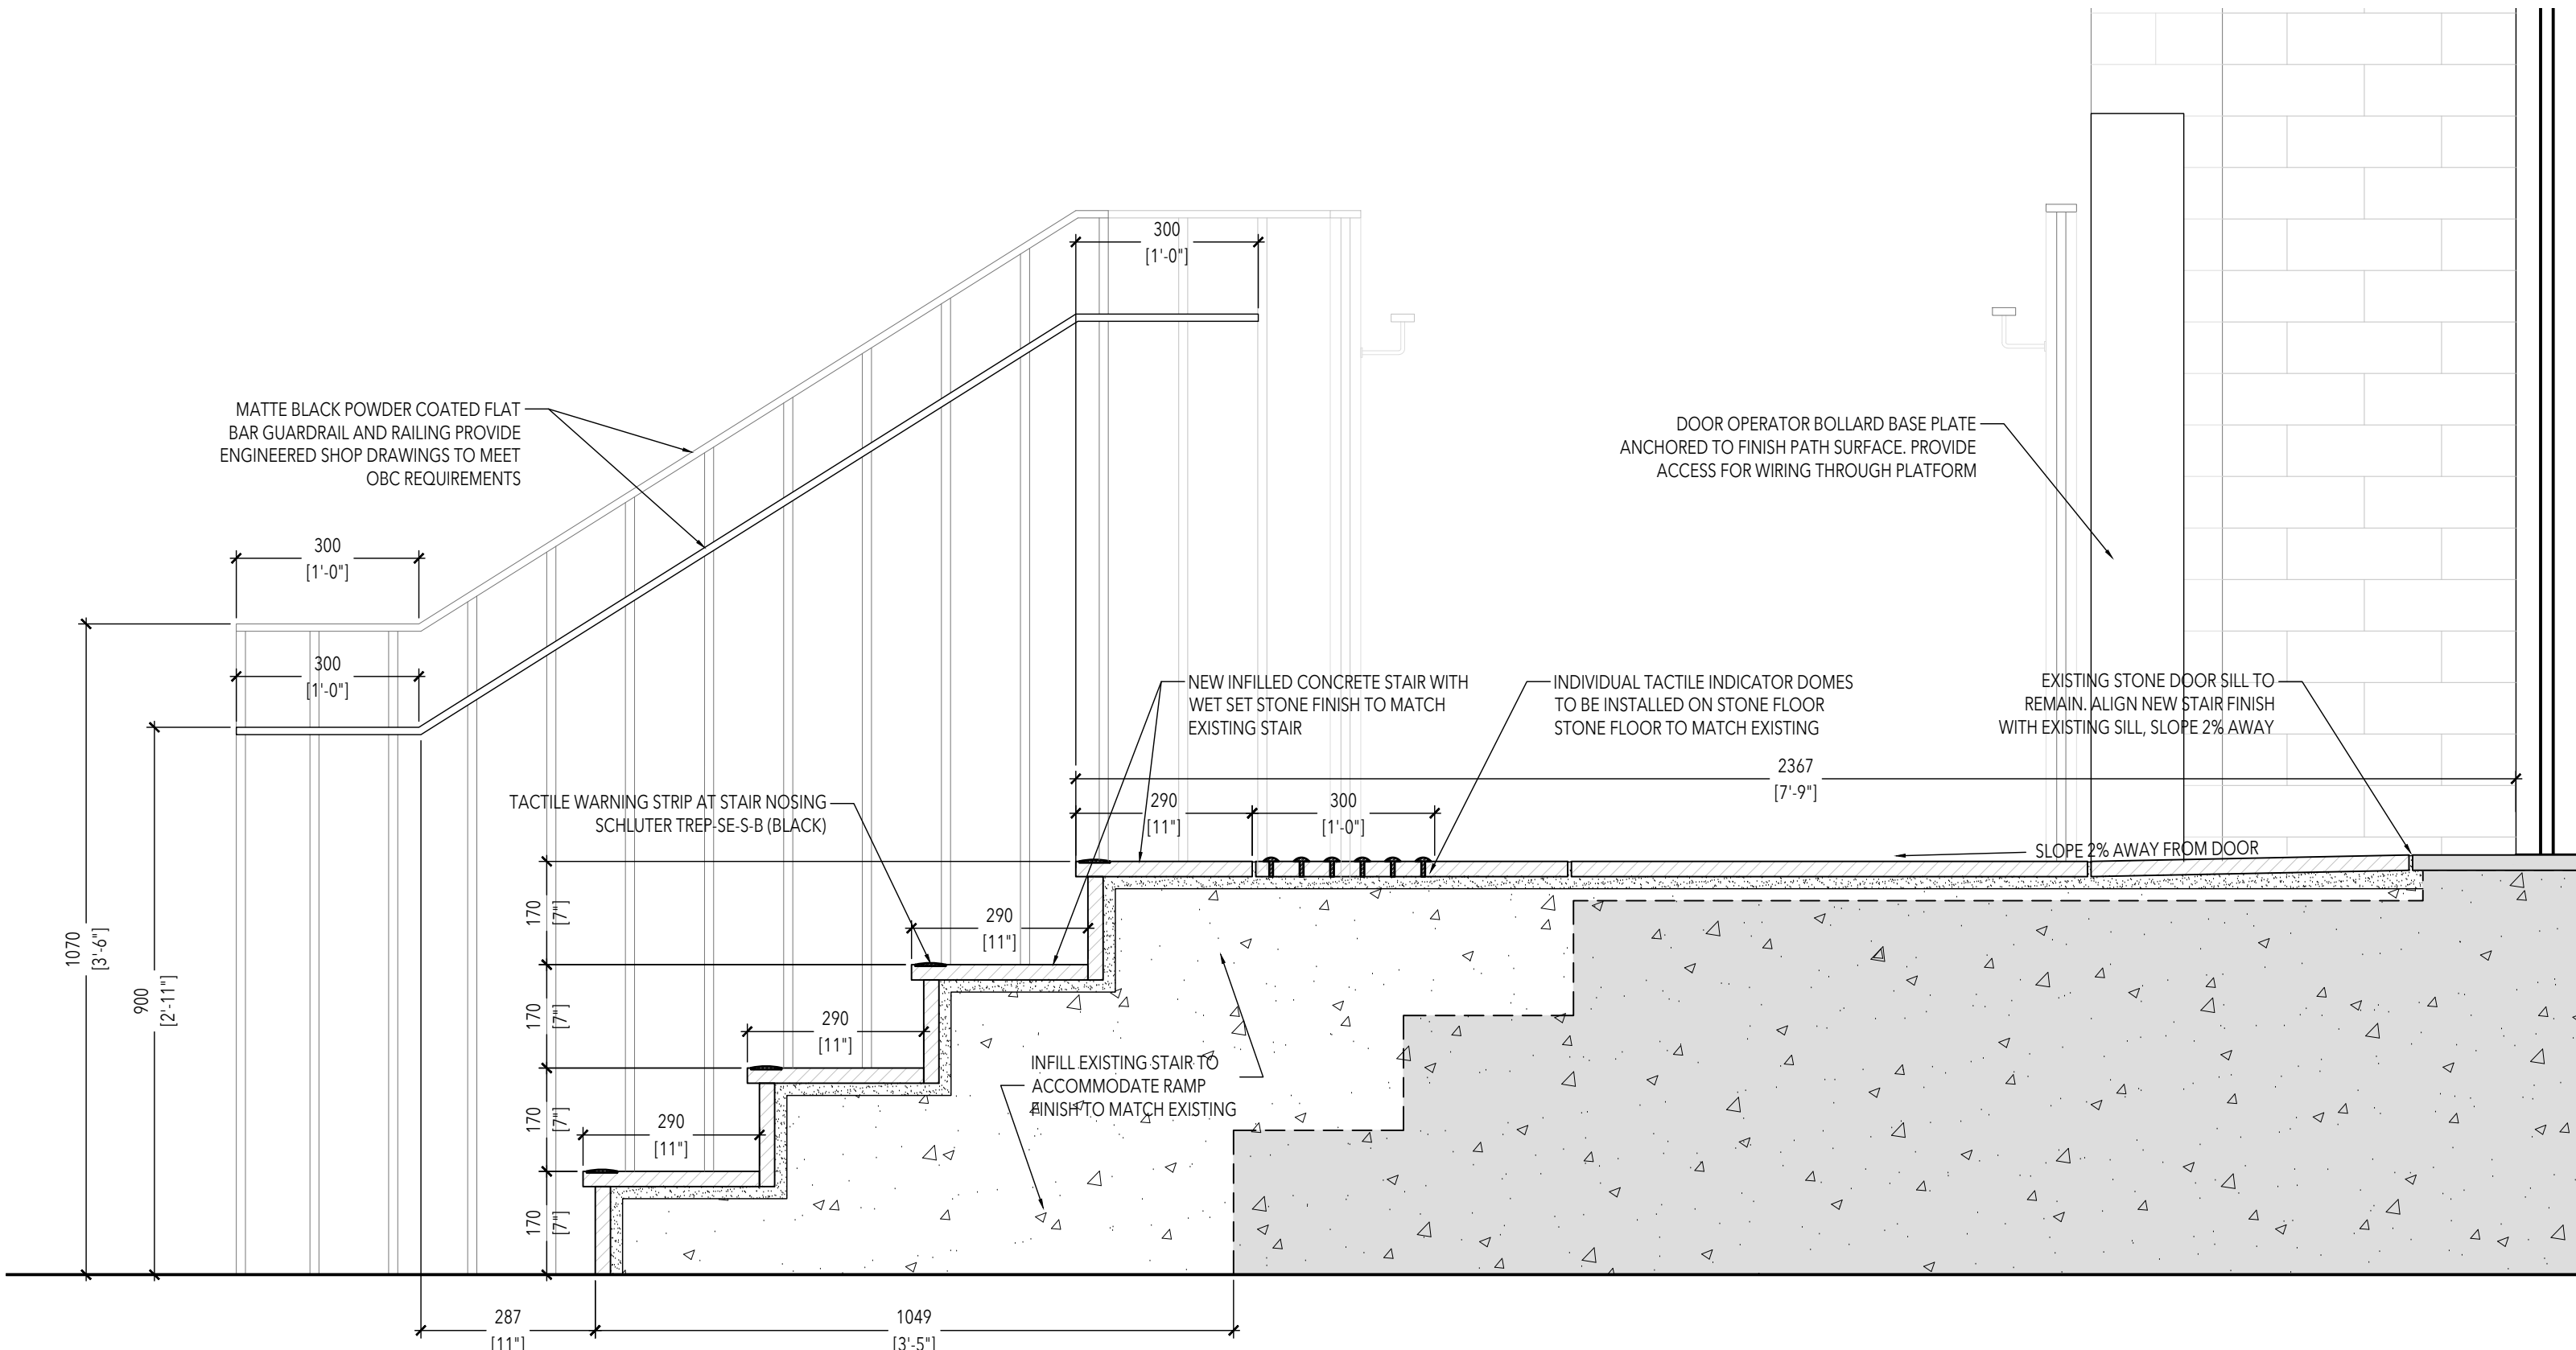 300
[1'-0"]
MATTE BLACK POWDER COATED FLAT
BAR GUARDRAIL AND RAILING PROVIDE
ENGINEERED SHOP DRAWINGS TO MEET
OBC REQUIREMENTS
DOOR OPERATOR BOLLARD BASE PLATE
ANCHORED TO FINISH PATH SURFACE. PROVIDE
ACCESS FOR WIRING THROUGH PLATFORM
300
[1'-0"]
300
[1'-0"]
NEW INFILLED CONCRETE STAIR WITH
WET SET STONE FINISH TO MATCH
EXISTING STAIR
INDIVIDUAL TACTILE INDICATOR DOMES
TO BE INSTALLED ON STONE FLOOR
STONE FLOOR TO MATCH EXISTING
EXISTING STONE DOOR SILL TO
REMAIN. ALIGN NEW STAIR FINISH
WITH EXISTING SILL, SLOPE 2% AWAY
2367
[7'-9"]
TACTILE WARNING STRIP AT STAIR NOSING
SCHLUTER TREP-SE-S-B (BLACK)
290
[11"]
300
[1'-0"]
SLOPE 2% AWAY FROM DOOR
1070
[3'-6"]
900
[2'-11"]
170
[7"]
290
[11"]
170
[7"]
290
[11"]
170
[7"]
290
[11"]
170
[7"]
INFILL EXISTING STAIR TO
ACCOMMODATE RAMP
FINISH TO MATCH EXISTING
287
[11"]
1049
[3'-5"]